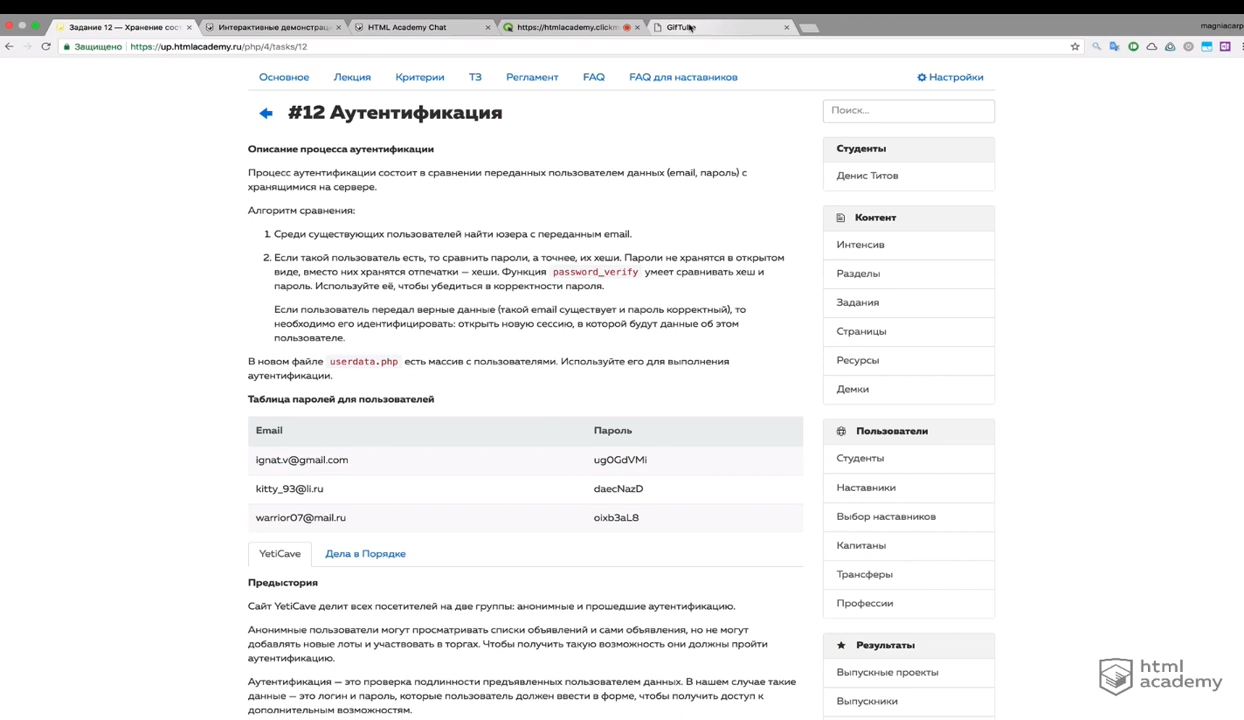 Задание 12 — Хранение сост
Интерактивные демонстрац
HTML Academy Chat
https://htmlacademy.clickm
GifTube
magniacarp
Защищено
https://up.htmlacademy.ru/php/4/tasks/12
Основное
Лекция
Критерии
ТЗ
Регламент
FAQ
FAQ для наставников
Настройки
#12 Аутентификация
Описание процесса аутентификации
Процесс аутентификации состоит в сравнении переданных пользователем данных (email, пароль) с
хранящимися на сервере.
Алгоритм сравнения:
1. Среди существующих пользователей найти юзера с переданным email.
2. Если такой пользователь есть, то сравнить пароли, а точнее, их хеши. Пароли не хранятся в открытом
виде, вместо них хранятся отпечатки — хеши. Функция password_verify умеет сравнивать хеш и
пароль. Используйте её, чтобы убедиться в корректности пароля.
Если пользователь передал верные данные (такой email существует и пароль корректный), то
необходимо его идентифицировать: открыть новую сессию, в которой будут данные об этом
пользователе.
В новом файле userdata.php есть массив с пользователями. Используйте его для выполнения
аутентификации.
Таблица паролей для пользователей
Email
Пароль
ignat.v@gmail.com
ug0GdVMi
kitty_93@li.ru
daecNazD
warrior07@mail.ru
oixb3aL8
YetiCave
Дела в Порядке
Предыстория
Сайт YetiCave делит всех посетителей на две группы: анонимные и прошедшие аутентификацию.
Анонимные пользователи могут просматривать списки объявлений и сами объявления, но не могут
добавлять новые лоты и участвовать в торгах. Чтобы получить такую возможность они должны пройти
аутентификацию.
Аутентификация — это проверка подлинности предъявленных пользователем данных. В нашем случае такие
данные — это логин и пароль, которые пользователь должен ввести в форме, чтобы получить доступ к
дополнительным возможностям.
Поиск...
Студенты
Денис Титов
Контент
Интенсив
Разделы
Задания
Страницы
Ресурсы
Демки
Пользователи
Студенты
Наставники
Выбор наставников
Капитаны
Трансферы
Профессии
Результаты
Выпускные проекты
Выпускники
html
academy